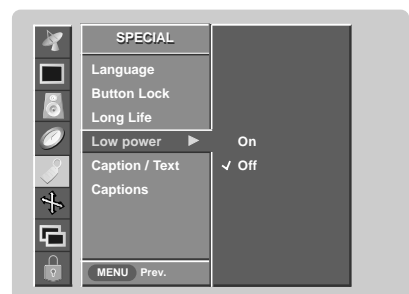 SPECIAL
Language
Button Lock
Long Life
Low power ▶ On
Caption / Text ✓ Off
Captions
MENU Prev.